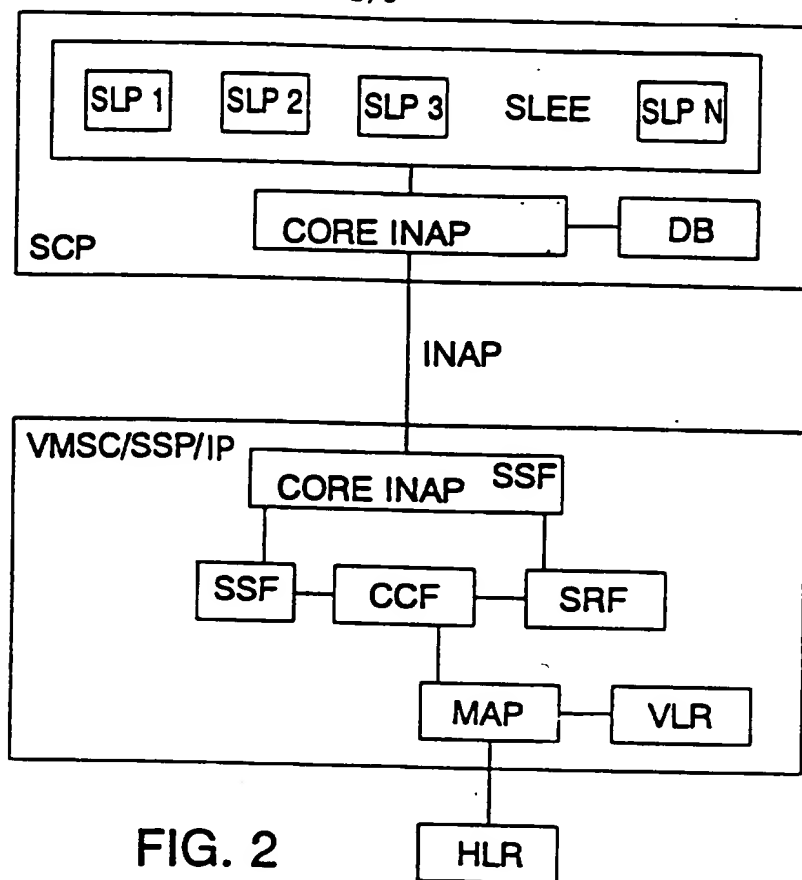 SLP 1 SLP 2 SLP 3 SLEE SLP N
CORE INAP DB
SCP
INAP
VMSC/SSP/IP
CORE INAP SSF
SSF CCF SRF
MAP VLR
FIG. 2 HLR